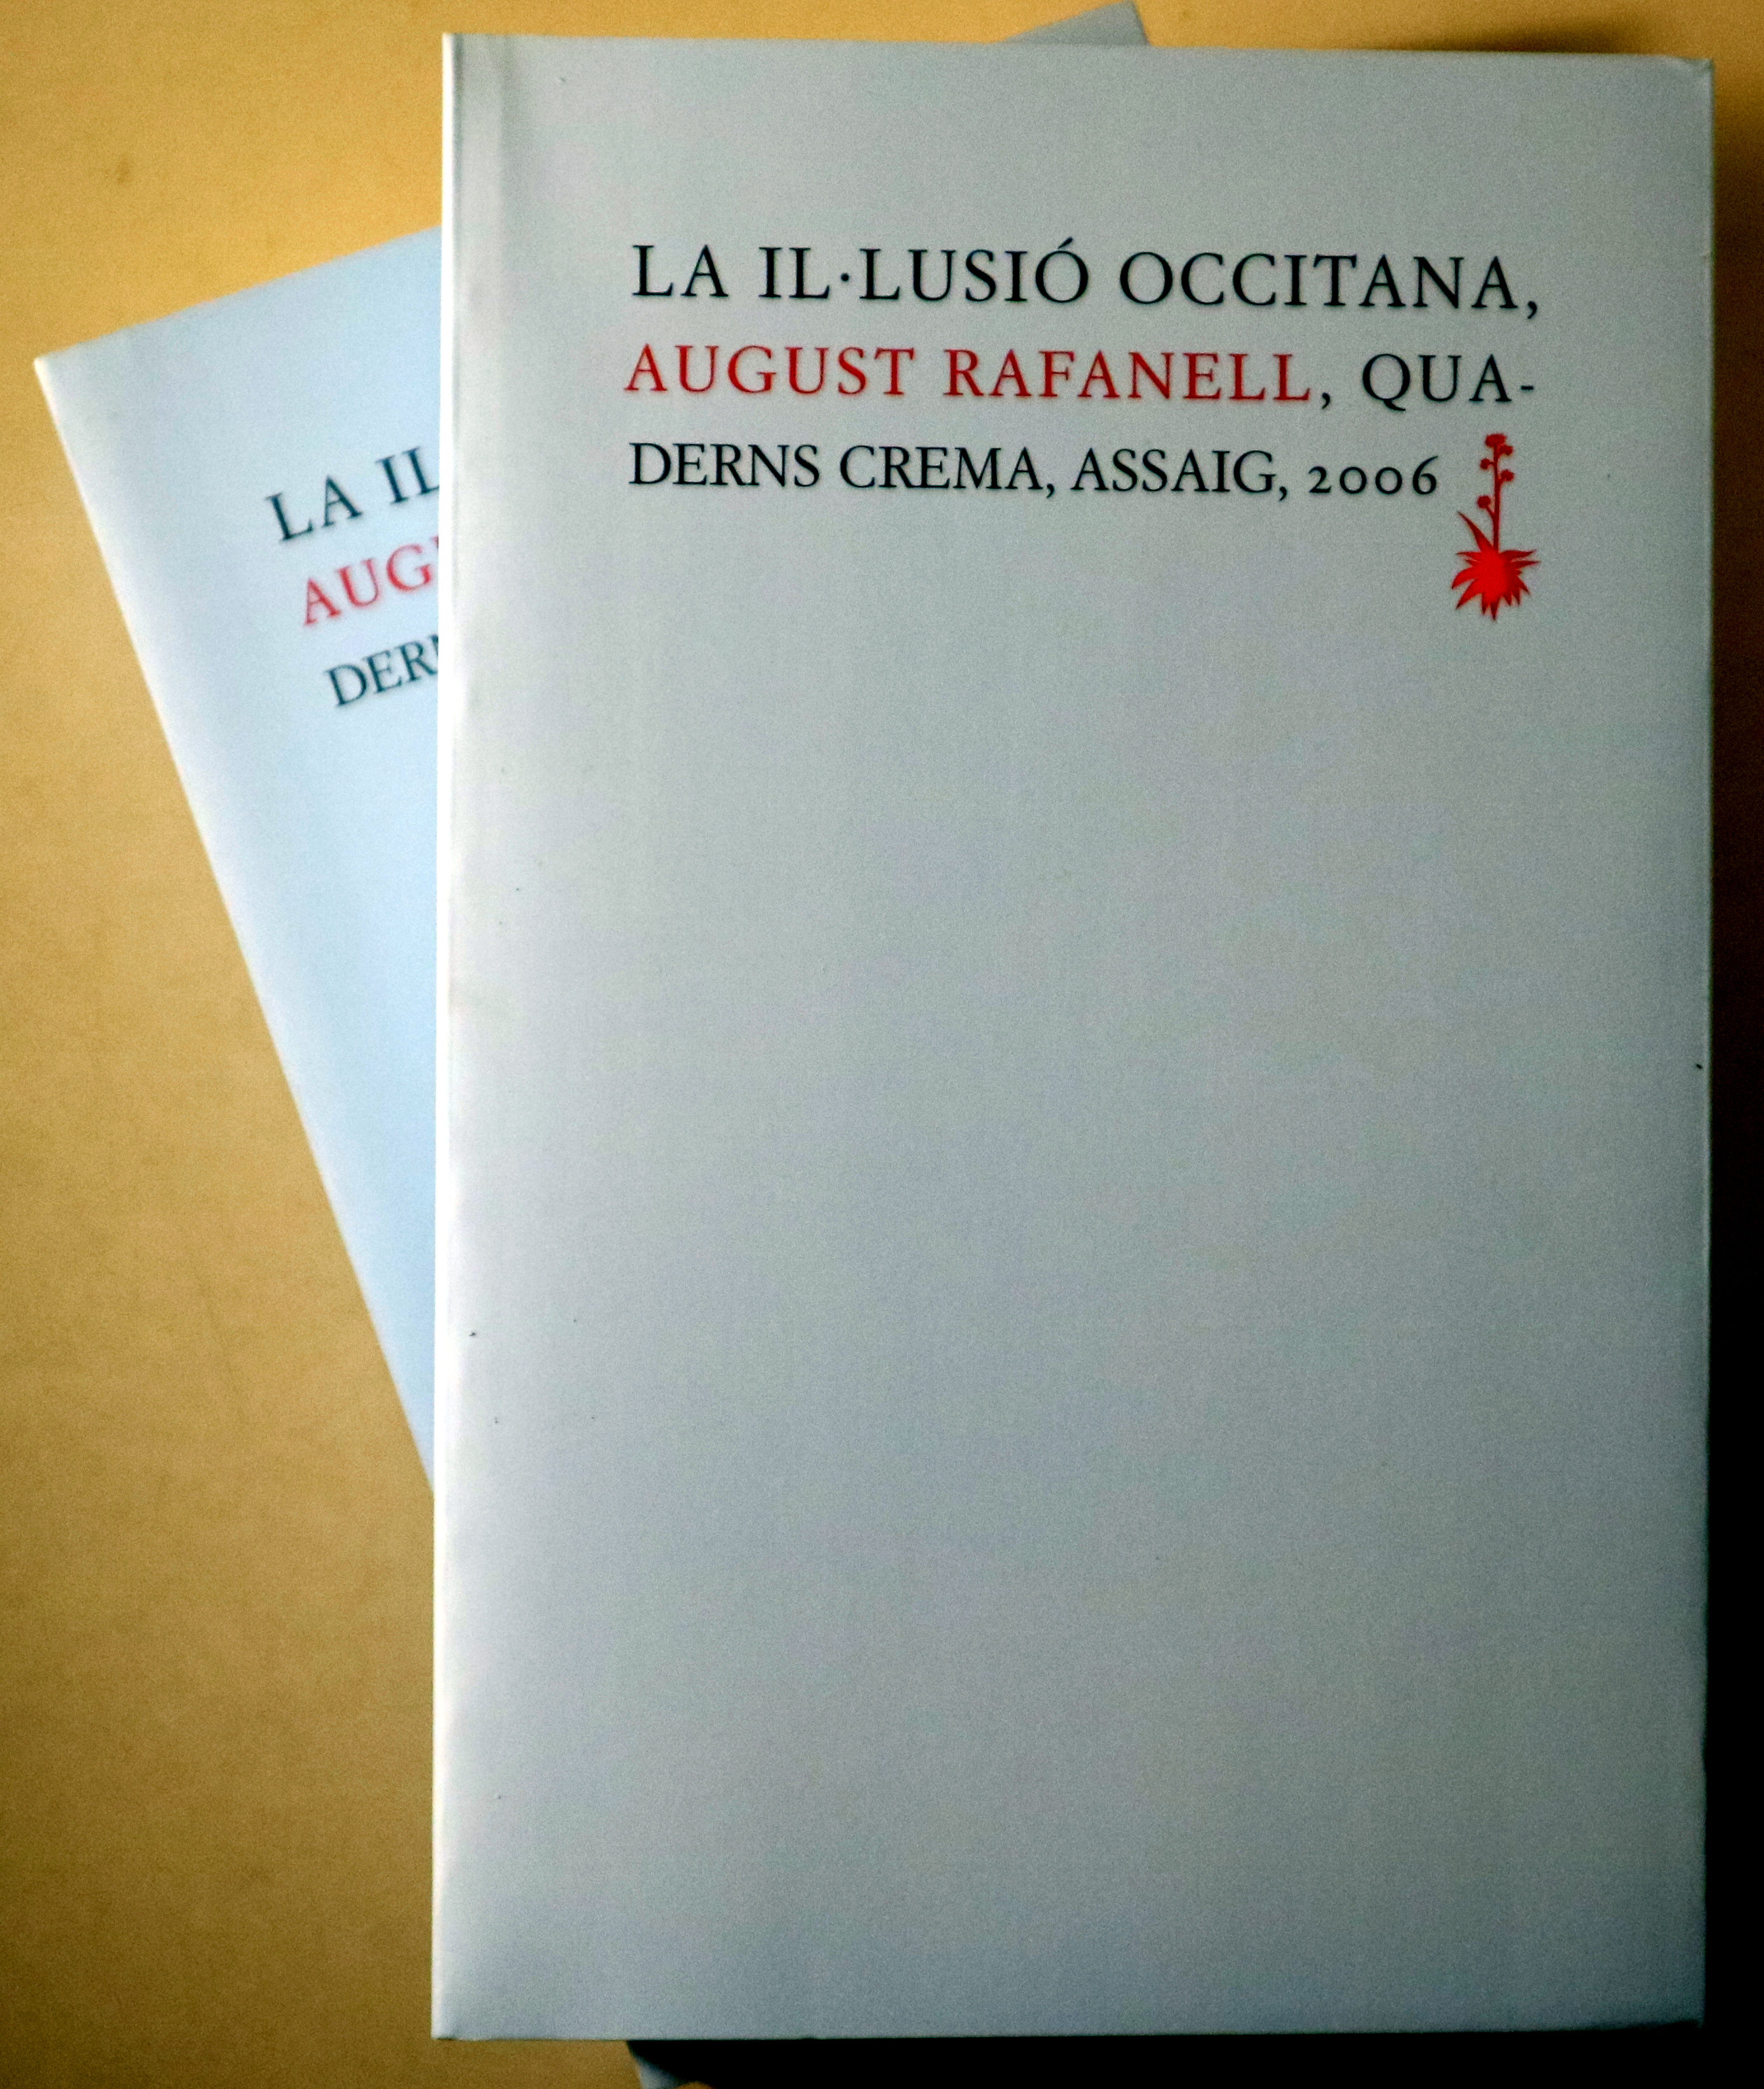 LA IL·LUSIÓ OCCITANA,
AUGUST RAFANELL, QUA-
DERNS CREMA, ASSAIG, 2006
LA IL
AUG
DER